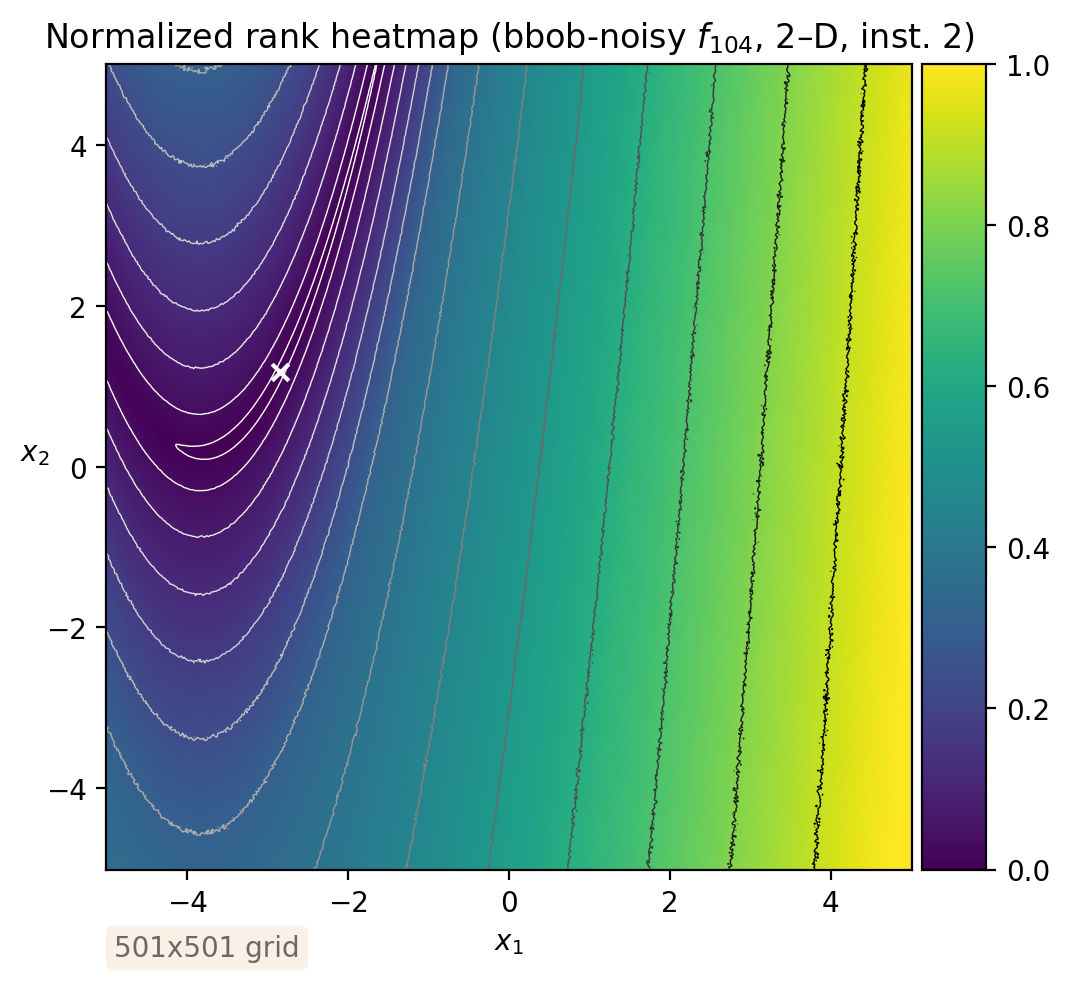 Normalized rank heatmap (bbob-noisy f₁₀₄, 2–D, inst. 2)
1.0
4
0.8
2
0.6
x₂
0
0.4
−2
0.2
−4
0.0
−4 −2 0 2 4
x₁
501x501 grid